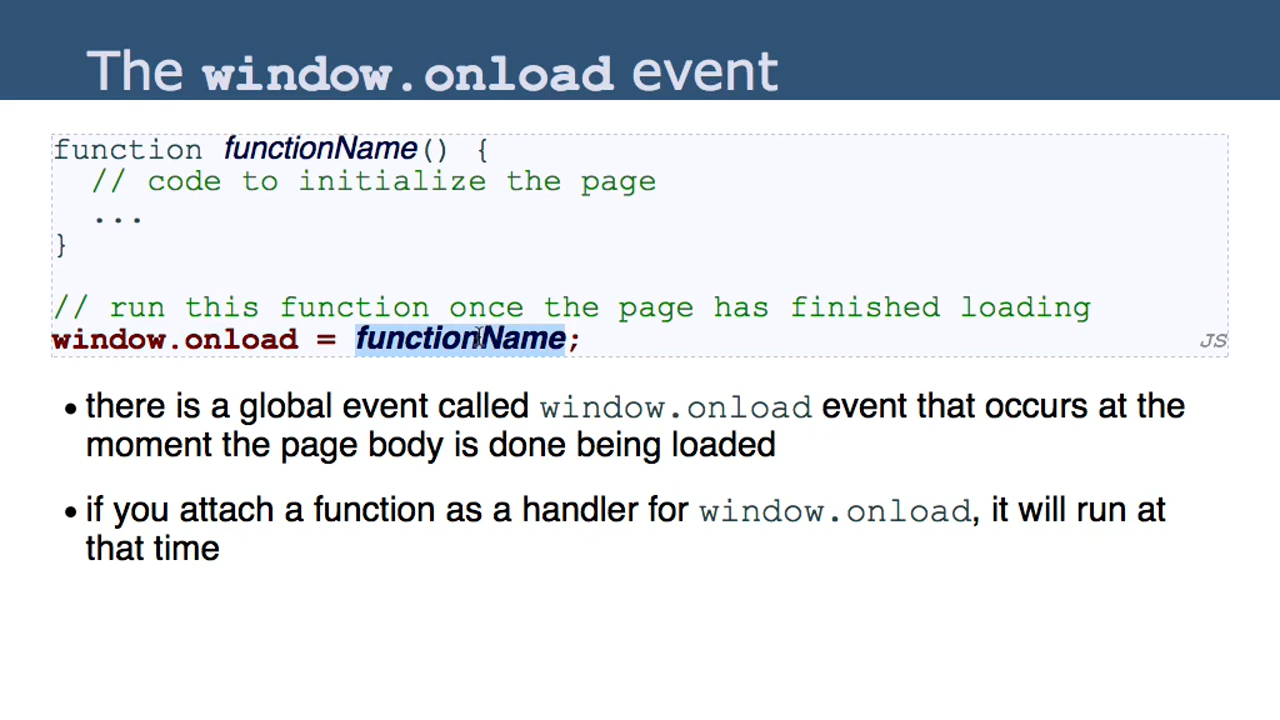 The window.onload event
function functionName() {
// code to initialize the page
...
}
// run this function once the page has finished loading
window.onload = functionName;
JS
• there is a global event called window.onload event that occurs at the
moment the page body is done being loaded
• if you attach a function as a handler for window.onload, it will run at
that time